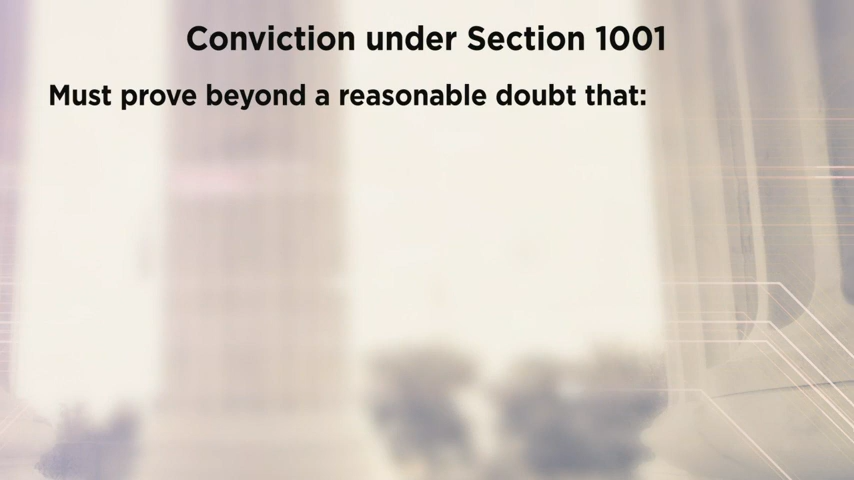 Conviction under Section 1001
Must prove beyond a reasonable doubt that: